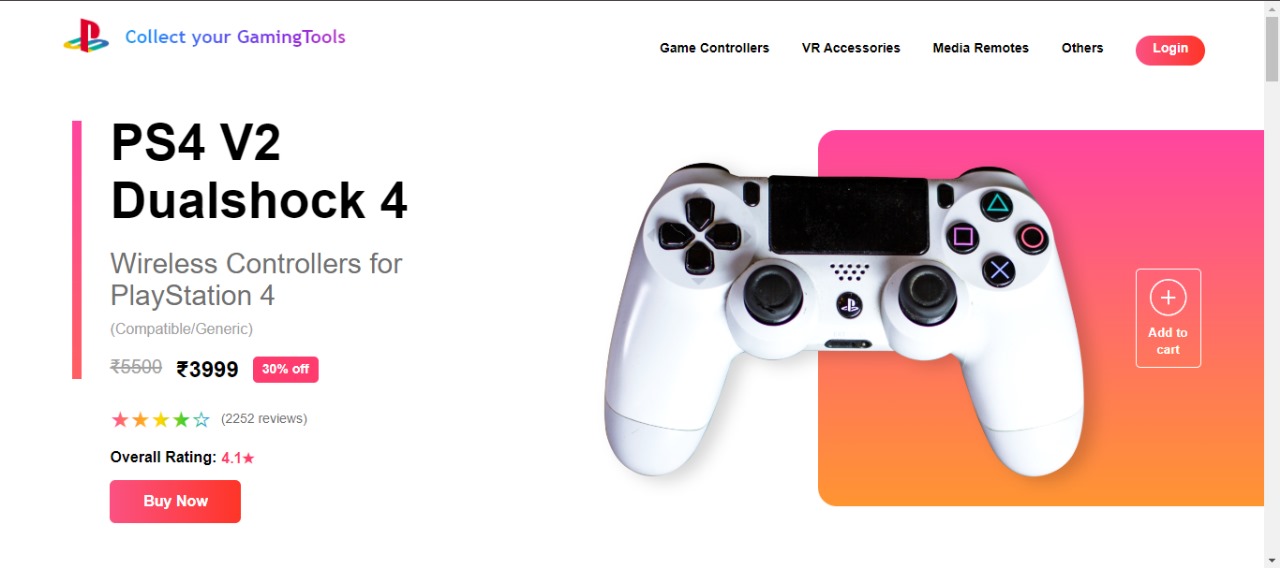 Collect your GamingTools
Game Controllers
VR Accessories
Media Remotes
Others
Login
PS4 V2
Dualshock 4
Wireless Controllers for
PlayStation 4
(Compatible/Generic)
₹5500 ₹3999 30% off
★★★★☆ (2252 reviews)
Overall Rating: 4.1★
Buy Now
Add to
cart